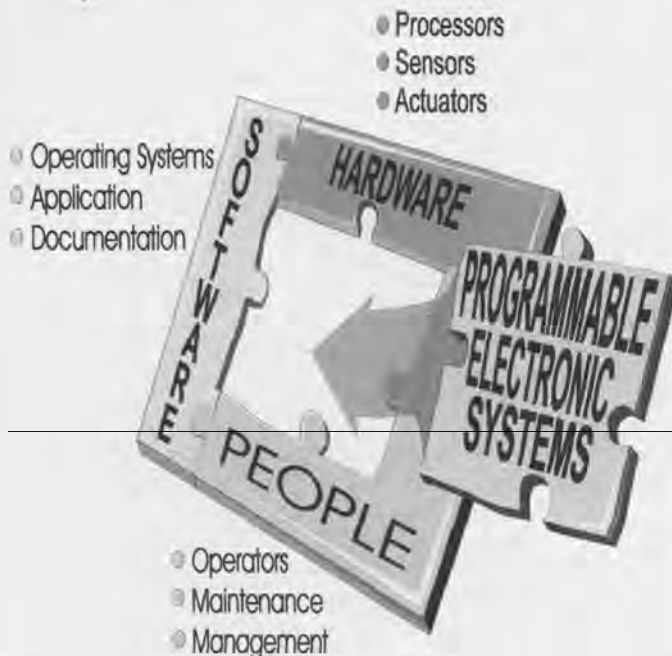 Processors
Sensors
Actuators
Operating Systems
Application
Documentation
SOFTWARE
HARDWARE
PROGRAMMABLE
ELECTRONIC
SYSTEMS
PEOPLE
Operators
Maintenance
Management